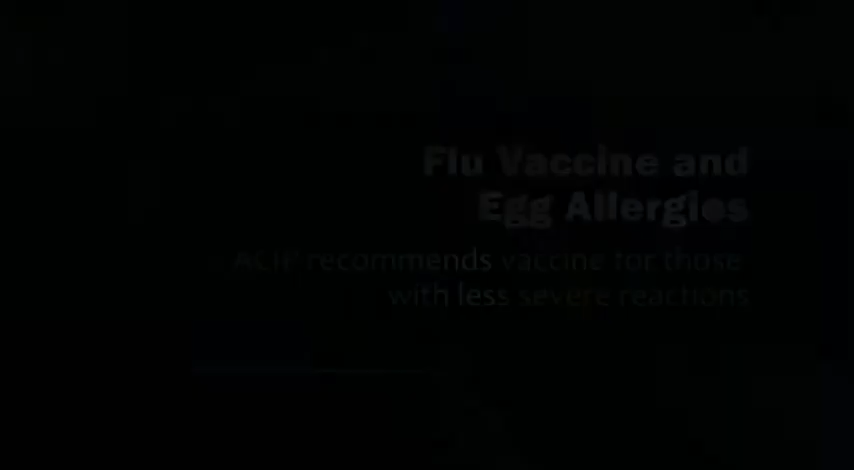 Flu Vaccine and
Egg Allergies
ACIP recommends vaccine for those
with less severe reactions